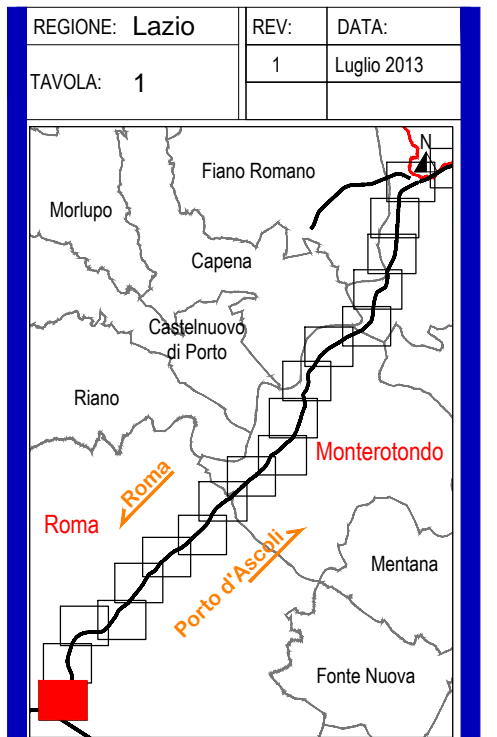 REGIONE: Lazio
REV:
DATA:
TAVOLA: 1
1
Luglio 2013
N
Fiano Romano
Morlupo
Capena
Castelnuovo
di Porto
Riano
Monterotondo
Roma
Roma
Porto d'Ascoli
Mentana
Fonte Nuova